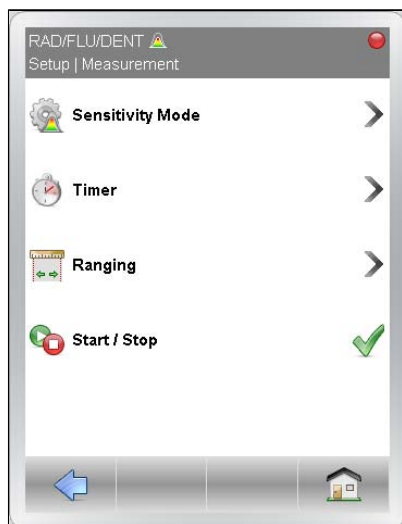 RAD/FLU/DENT
Setup | Measurement
Sensitivity Mode
Timer
Ranging
Start / Stop